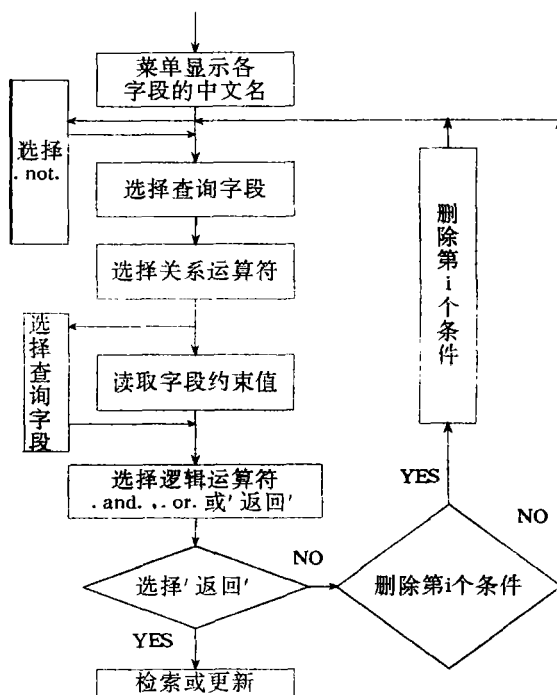 菜单显示各
字段的中文名
选择
.not.
选择查询字段
选择关系运算符
选择查询字段
读取字段约束值
选择逻辑运算符
.and.,.or.或'返回'
选择'返回'
NO
YES
检索或更新
删除第i个条件
YES
NO
删除第i个条件